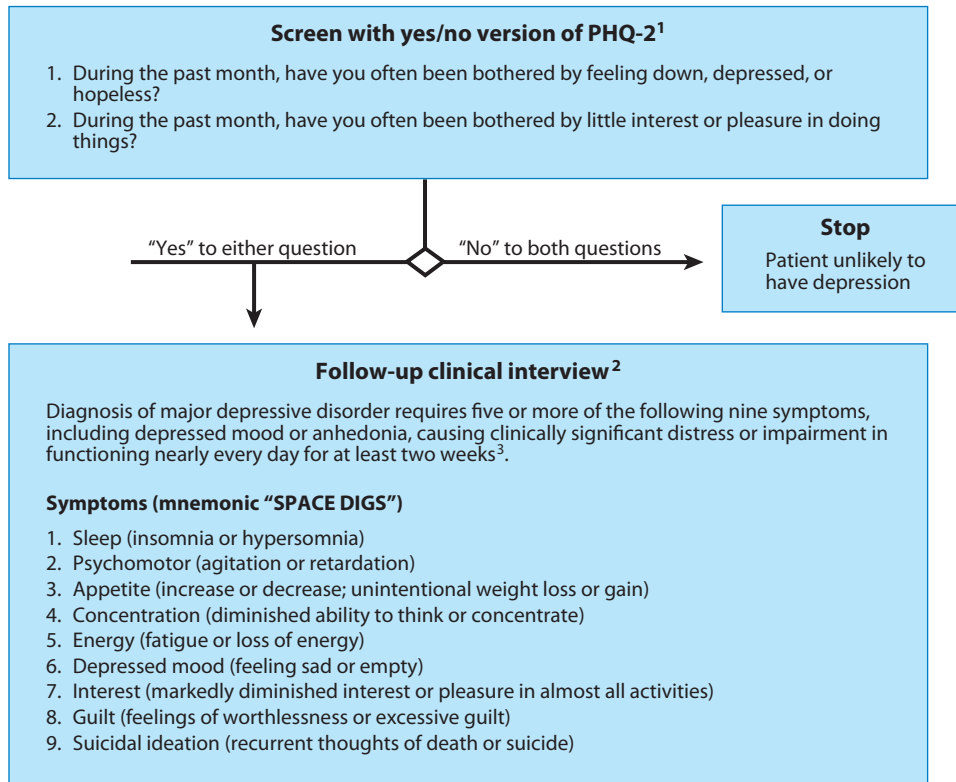 Screen with yes/no version of PHQ-2¹
1. During the past month, have you often been bothered by feeling down, depressed, or
hopeless?
2. During the past month, have you often been bothered by little interest or pleasure in doing
things?
“Yes” to either question
“No” to both questions
Stop
Patient unlikely to
have depression
Follow-up clinical interview²
Diagnosis of major depressive disorder requires five or more of the following nine symptoms,
including depressed mood or anhedonia, causing clinically significant distress or impairment in
functioning nearly every day for at least two weeks³.
Symptoms (mnemonic “SPACE DIGS”)
1. Sleep (insomnia or hypersomnia)
2. Psychomotor (agitation or retardation)
3. Appetite (increase or decrease; unintentional weight loss or gain)
4. Concentration (diminished ability to think or concentrate)
5. Energy (fatigue or loss of energy)
6. Depressed mood (feeling sad or empty)
7. Interest (markedly diminished interest or pleasure in almost all activities)
8. Guilt (feelings of worthlessness or excessive guilt)
9. Suicidal ideation (recurrent thoughts of death or suicide)